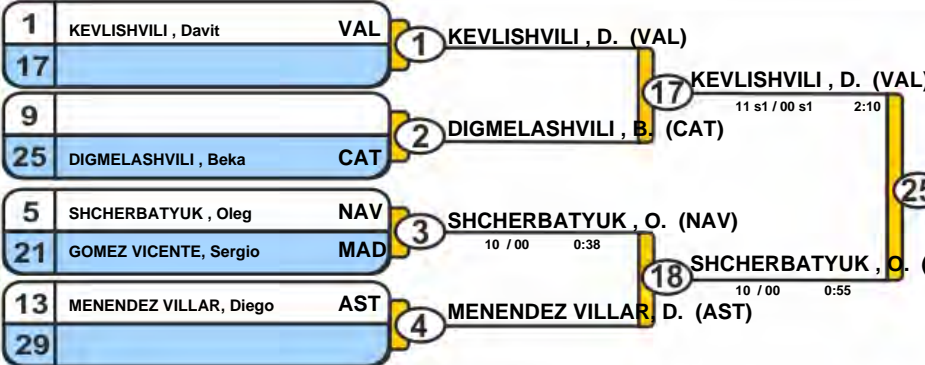 1 KEVLISHVILI , Davit VAL
17
1 KEVLISHVILI , D. (VAL)
9
25 DIGMELASHVILI , Beka CAT
2 DIGMELASHVILI , B. (CAT)
17 KEVLISHVILI , D. (VAL)
11 s1 / 00 s1 2:10
5 SHCHERBATYUK , Oleg NAV
21 GOMEZ VICENTE, Sergio MAD
3 SHCHERBATYUK , O. (NAV)
10 / 00 0:38
13 MENENDEZ VILLAR, Diego AST
29
4 MENENDEZ VILLAR, D. (AST)
18 SHCHERBATYUK , O. (
10 / 00 0:55
25